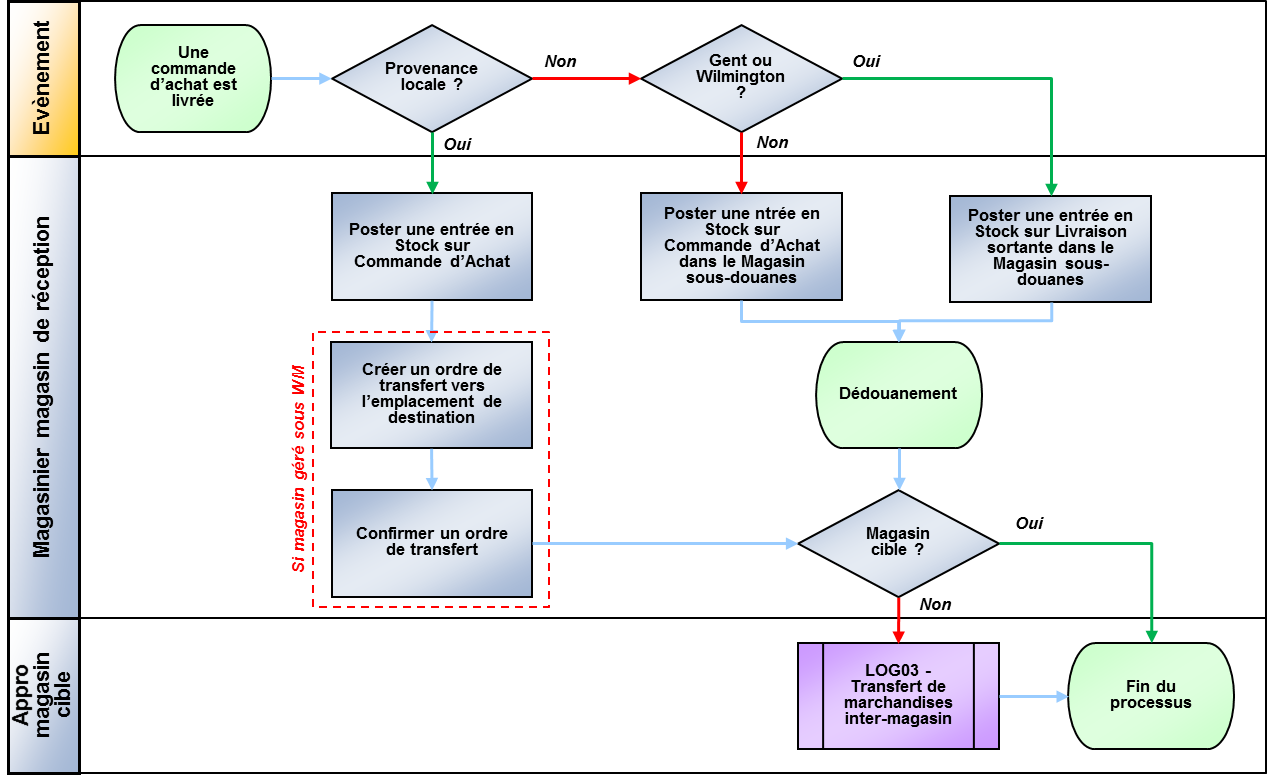 Evènement
Une
commande
d'achat est
livrée
Provenance
locale ?
Non
Gent ou
Wilmington
?
Oui
Oui
Non
Magasinier magasin de réception
Poster une entrée en
Stock sur
Commande d'Achat
Poster une ntrée en
Stock sur
Commande d'Achat
dans le Magasin
sous-douanes
Poster une entrée en
Stock sur Livraison
sortante dans le
Magasin sous-
douanes
Si magasin géré sous WM
Créer un ordre de
transfert vers
l'emplacement de
destination
Dédouanement
Confirmer un ordre
de transfert
Magasin
cible ?
Oui
Non
Appro
magasin
cible
LOG03 -
Transfert de
marchandises
inter-magasin
Fin du
processus